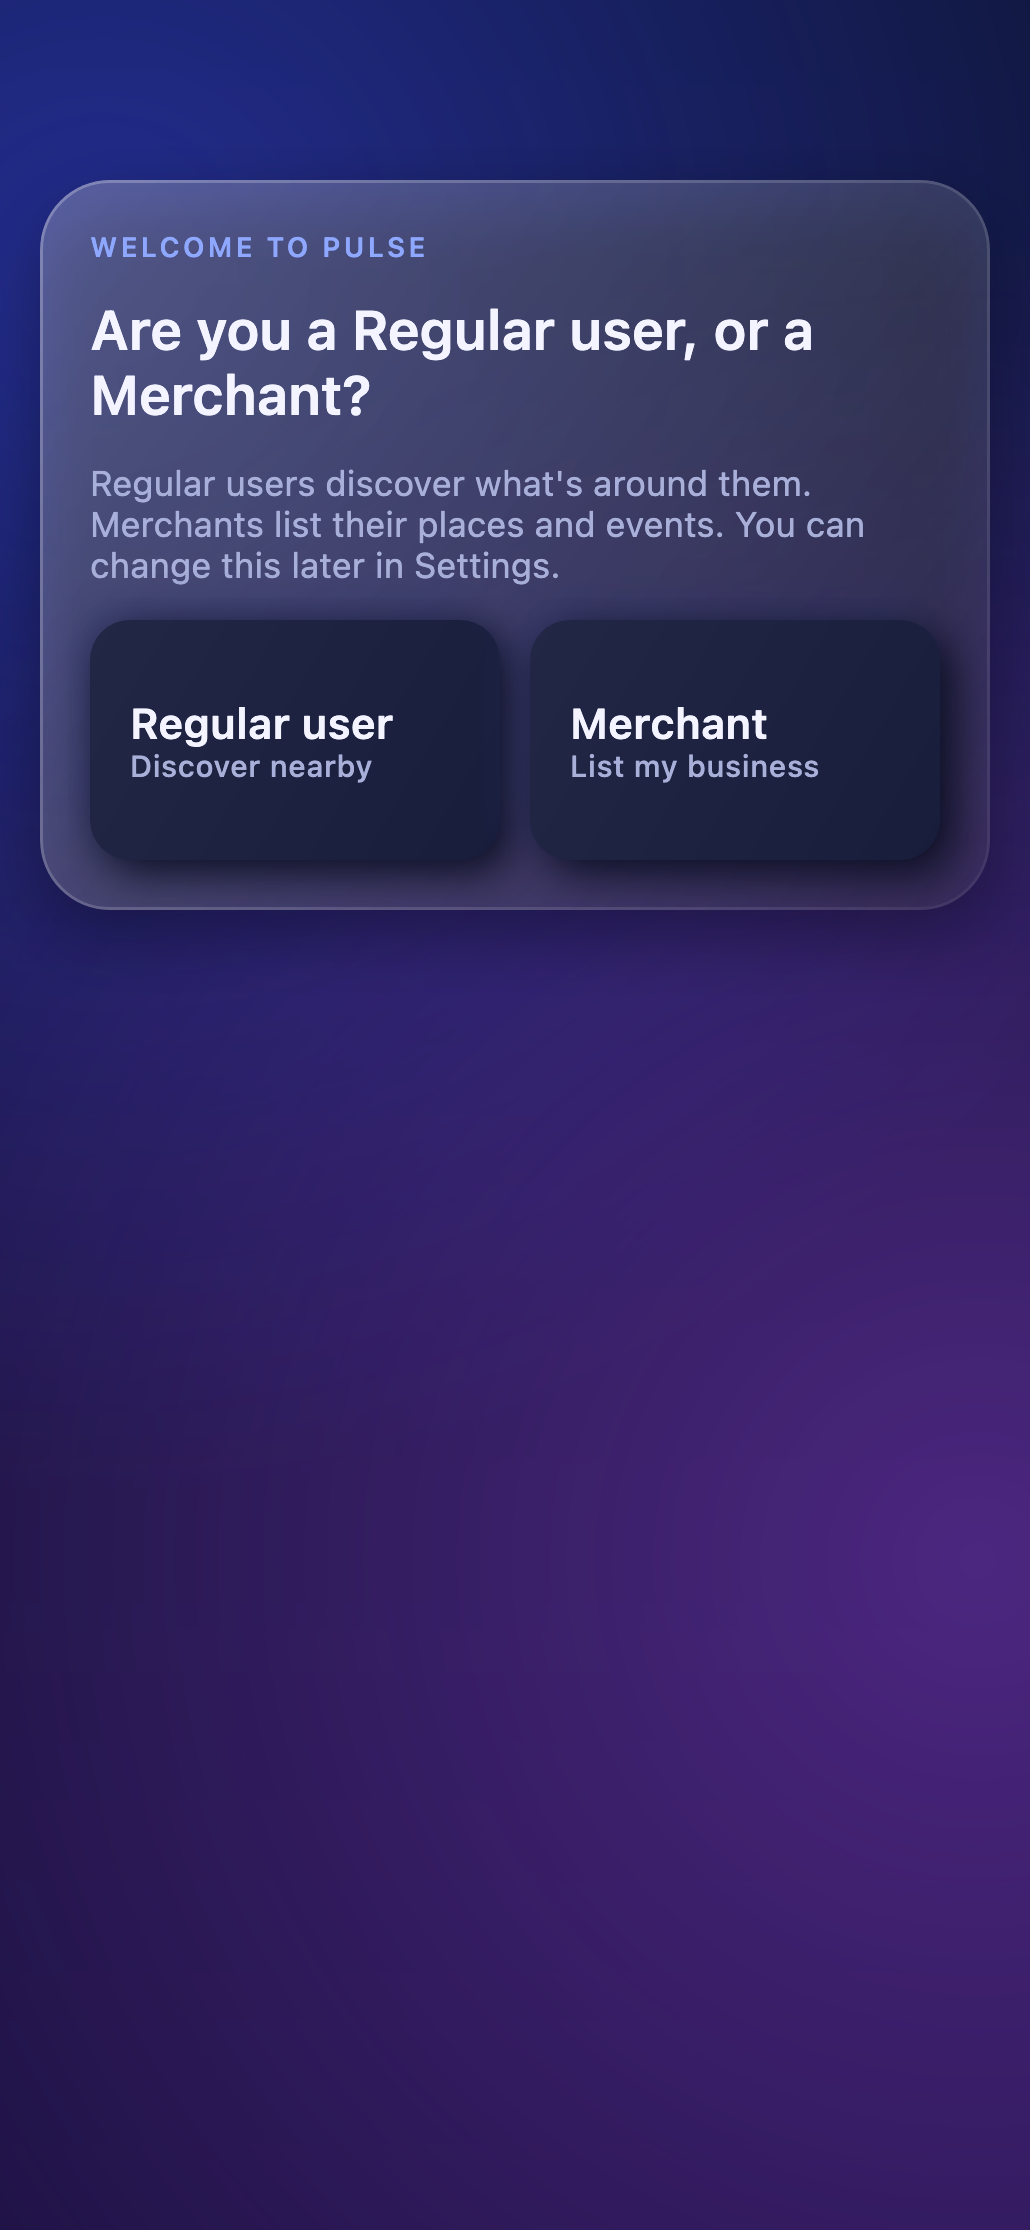 WELCOME TO PULSE
Are you a Regular user, or a
Merchant?
Regular users discover what's around them.
Merchants list their places and events. You can
change this later in Settings.
Regular user
Discover nearby
Merchant
List my business